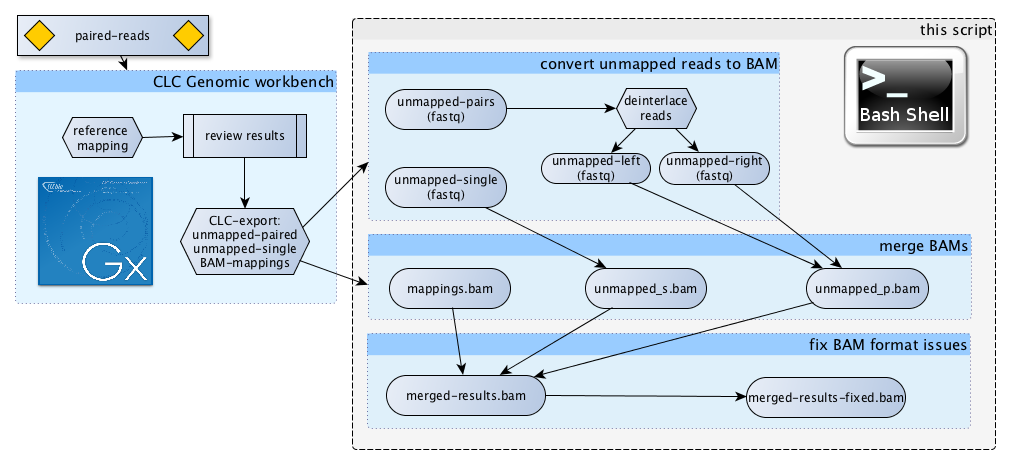 paired-reads
CLC Genomic workbench
reference
mapping
review results
CLC-export:
unmapped-paired
unmapped-single
BAM-mappings
Gx
this script
>_
Bash Shell
convert unmapped reads to BAM
unmapped-pairs
(fastq)
deinterlace
reads
unmapped-single
(fastq)
unmapped-left
(fastq)
unmapped-right
(fastq)
merge BAMs
mappings.bam
unmapped_s.bam
unmapped_p.bam
fix BAM format issues
merged-results.bam
merged-results-fixed.bam